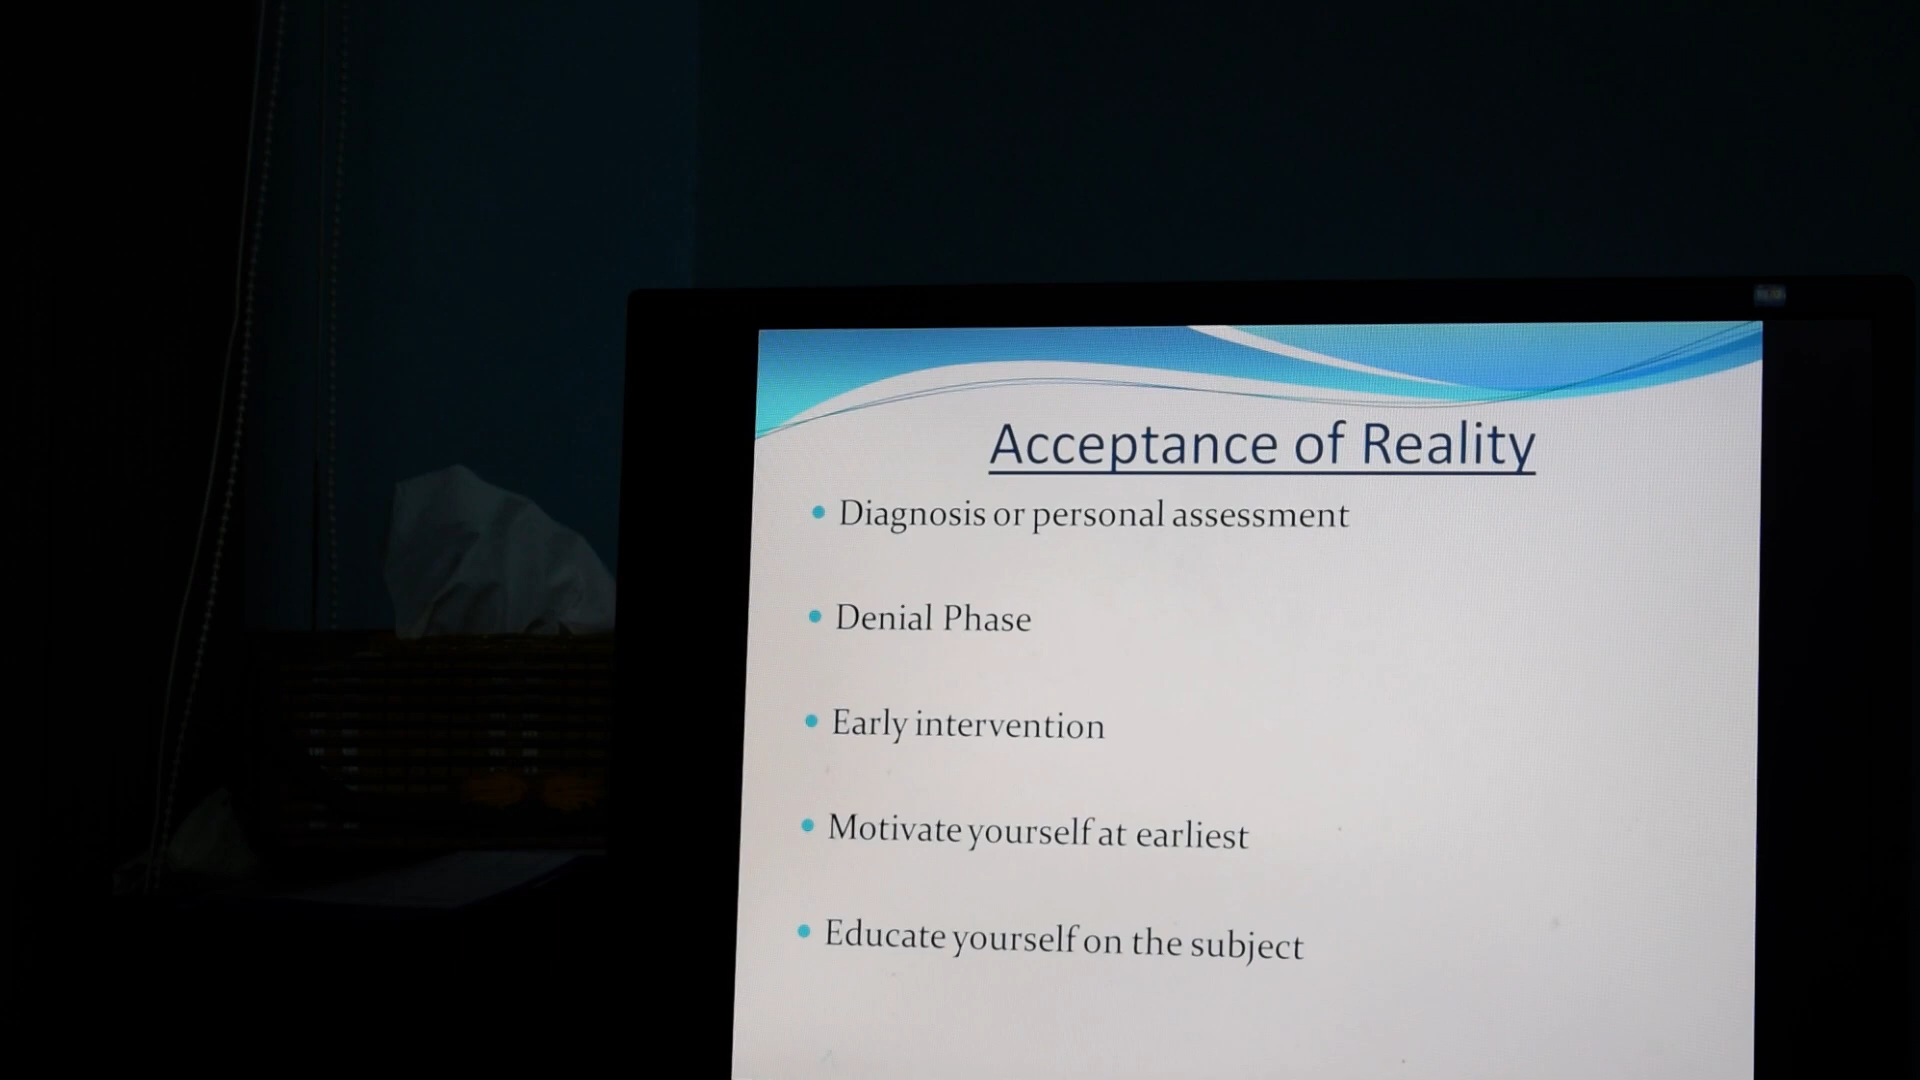 Acceptance of Reality
Diagnosis or personal assessment
Denial Phase
Early intervention
Motivate yourself at earliest
Educate yourself on the subject